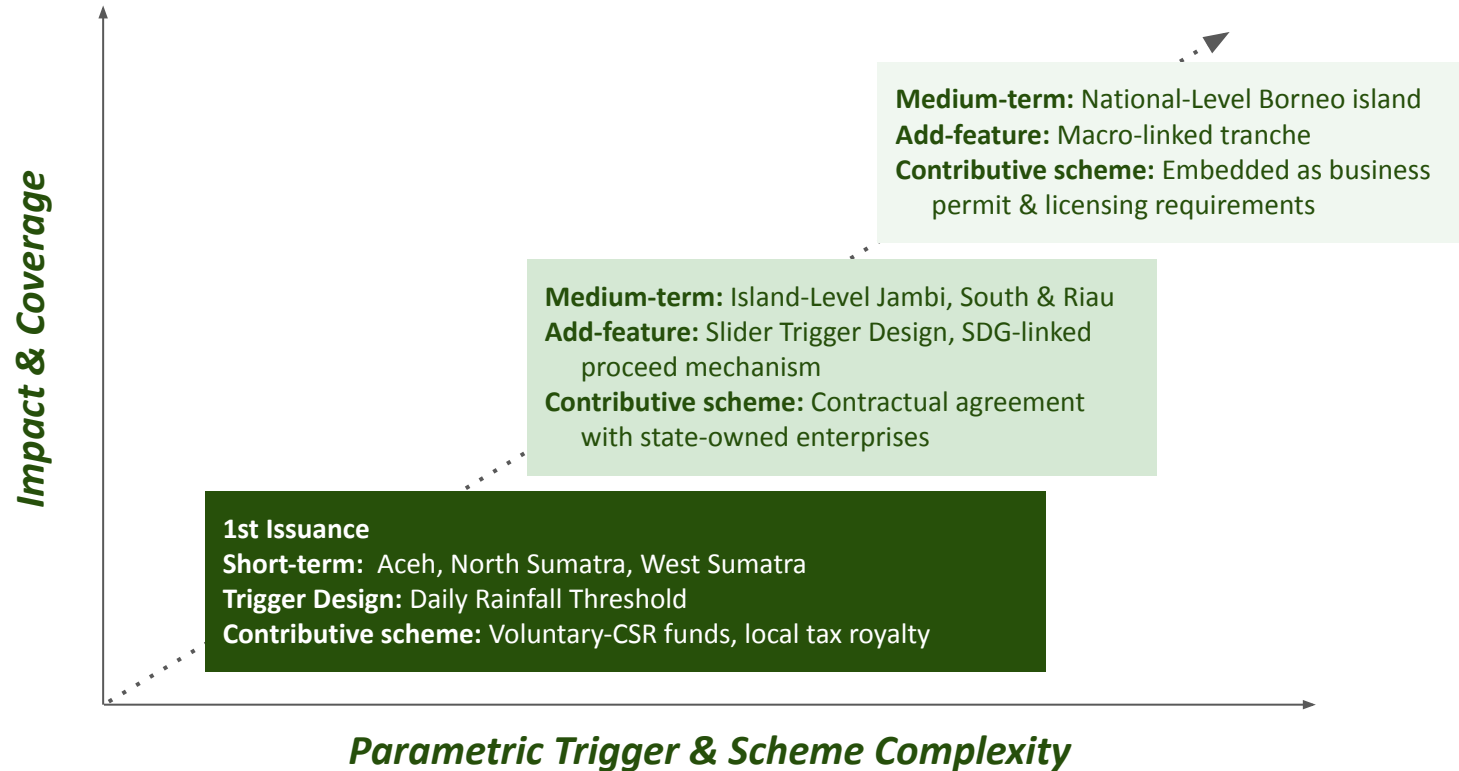 Impact & Coverage
Medium-term: National-Level Borneo island
Add-feature: Macro-linked tranche
Contributive scheme: Embedded as business
permit & licensing requirements
Medium-term: Island-Level Jambi, South & Riau
Add-feature: Slider Trigger Design, SDG-linked
proceed mechanism
Contributive scheme: Contractual agreement
with state-owned enterprises
1st Issuance
Short-term: Aceh, North Sumatra, West Sumatra
Trigger Design: Daily Rainfall Threshold
Contributive scheme: Voluntary-CSR funds, local tax royalty
Parametric Trigger & Scheme Complexity